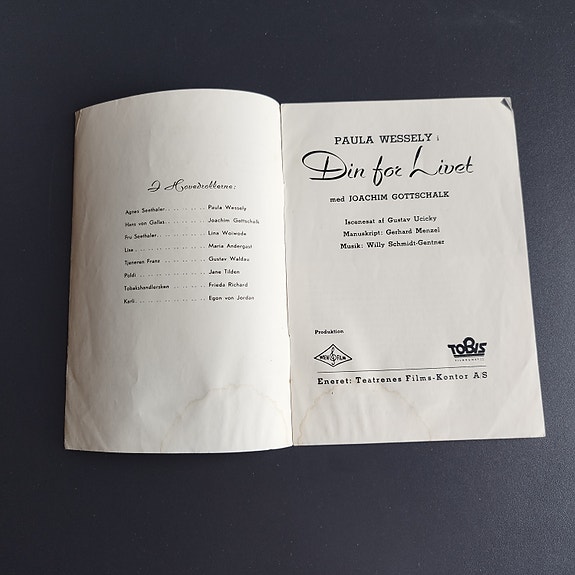 I Hovedrollerne:
Agnes Seethaler . . . . . . . . . . Paula Wessely
Hans von Gallas . . . . . . . . . . Joachim Gottschalk
Fru Seethaler . . . . . . . . . . Lina Woiwode
Lisa . . . . . . . . . . Maria Andergast
Tjeneren Franz . . . . . . . . . . Gustav Waldau
Poldi . . . . . . . . . . Jane Tilden
Tobakshandlersken . . . . . . . . . . Frieda Richard
Karli . . . . . . . . . . Egon von Jordan
PAULA WESSELY i
Din for Livet
med JOACHIM GOTTSCHALK
Iscenesat af Gustav Ucicky
Manuskript: Gerhard Menzel
Musik: Willy Schmidt-Gentner
Produktion
WIEN FILM
TOBIS
Eneret: Teatrenes Films-Kontor A/S